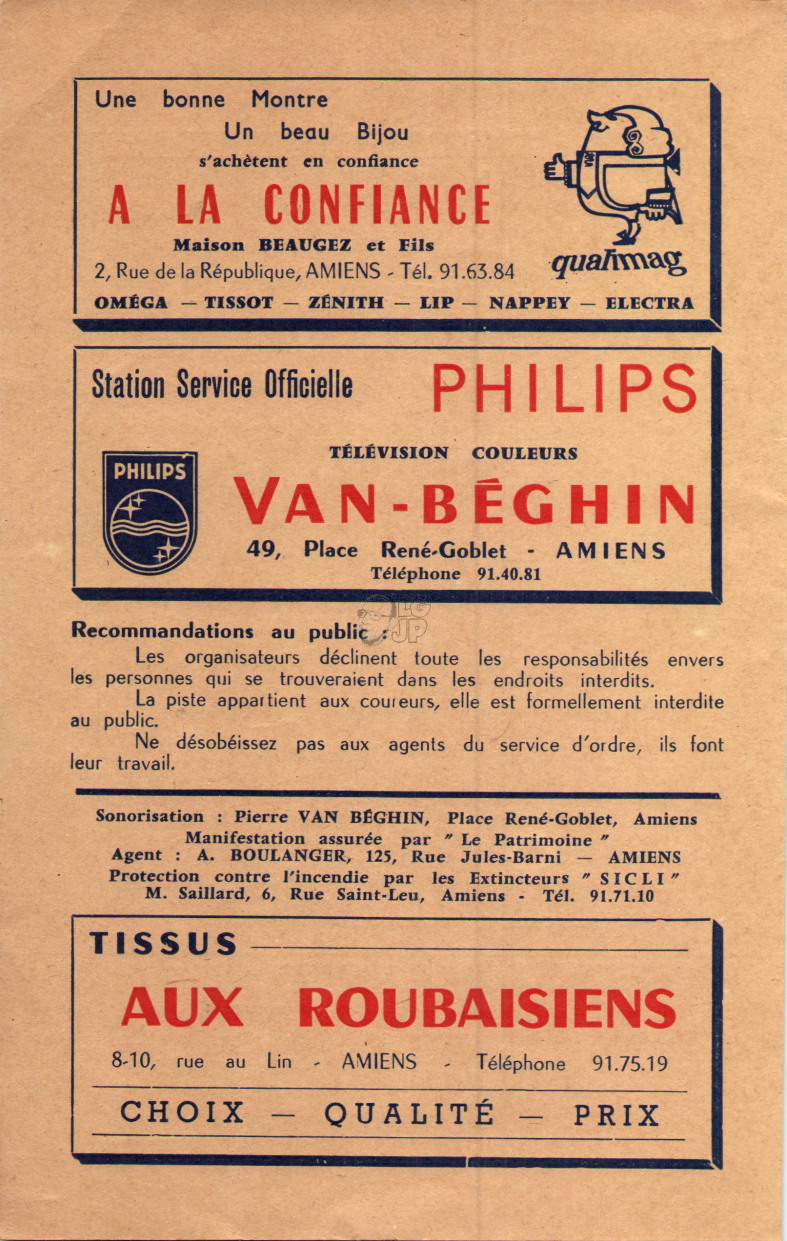 Une bonne Montre
Un beau Bijou
s'achètent en confiance
A LA CONFIANCE
Maison BEAUGEZ et Fils
2, Rue de la République, AMIENS - Tél. 91.63.84
qualimag
OMÉGA — TISSOT — ZÉNITH — LIP — NAPPEY — ELECTRA
Station Service Officielle PHILIPS
TÉLÉVISION COULEURS
PHILIPS
VAN-BÉGHIN
49, Place René-Goblet - AMIENS
Téléphone 91.40.81
LG
JP
Recommandations au public :
Les organisateurs déclinent toute les responsabilités envers
les personnes qui se trouveraient dans les endroits interdits.
La piste appartient aux coureurs, elle est formellement interdite
au public.
Ne désobéissez pas aux agents du service d'ordre, ils font
leur travail.
Sonorisation : Pierre VAN BÉGHIN, Place René-Goblet, Amiens
Manifestation assurée par " Le Patrimoine "
Agent : A. BOULANGER, 125, Rue Jules-Barni — AMIENS
Protection contre l'incendie par les Extincteurs " SICLI "
M. Saillard, 6, Rue Saint-Leu, Amiens - Tél. 91.71.10
TISSUS
AUX ROUBAISIENS
8-10, rue au Lin - AMIENS - Téléphone 91.75.19
CHOIX — QUALITÉ — PRIX